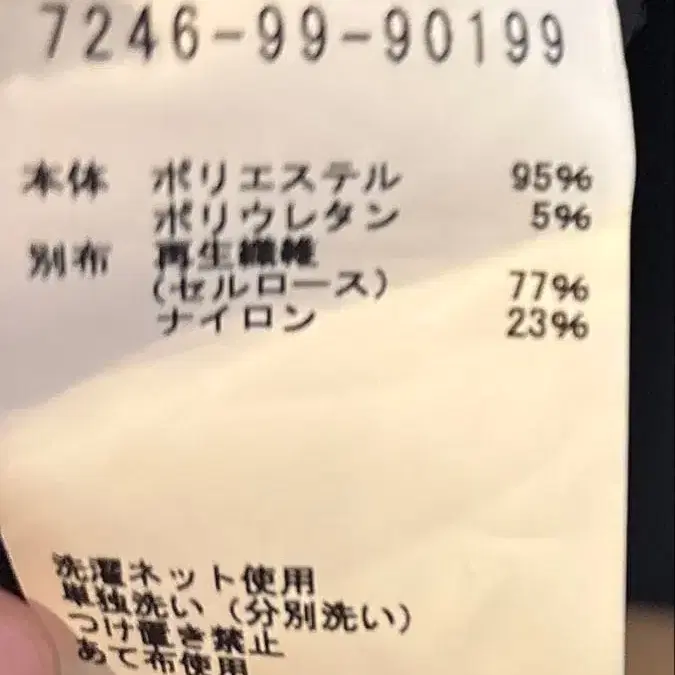 7246-99-90199
本体 ポリエステル 95%
ポリウレタン 5%
別布 再生繊維
(セルロース) 77%
ナイロン 23%
洗濯ネット使用
単独洗い(分別洗い)
つけ置き禁止
あて布使用